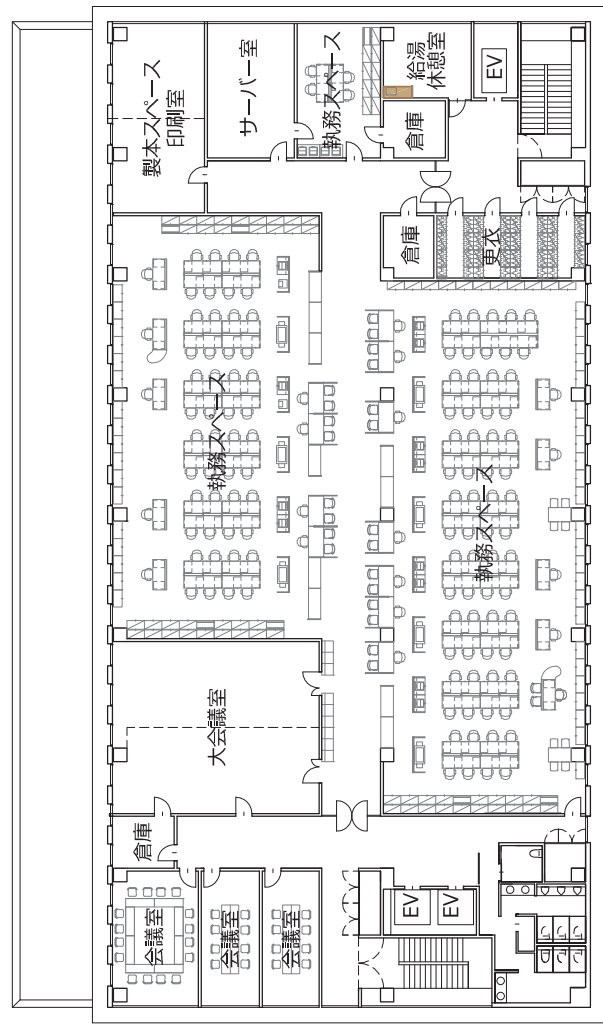 製本スペース
印刷室
サーバー室
執務スペース
給湯
休憩室
EV
倉庫
倉庫
更衣
執務スペース
執務スペース
大会議室
倉庫
会議室
会議室
会議室
EV
EV